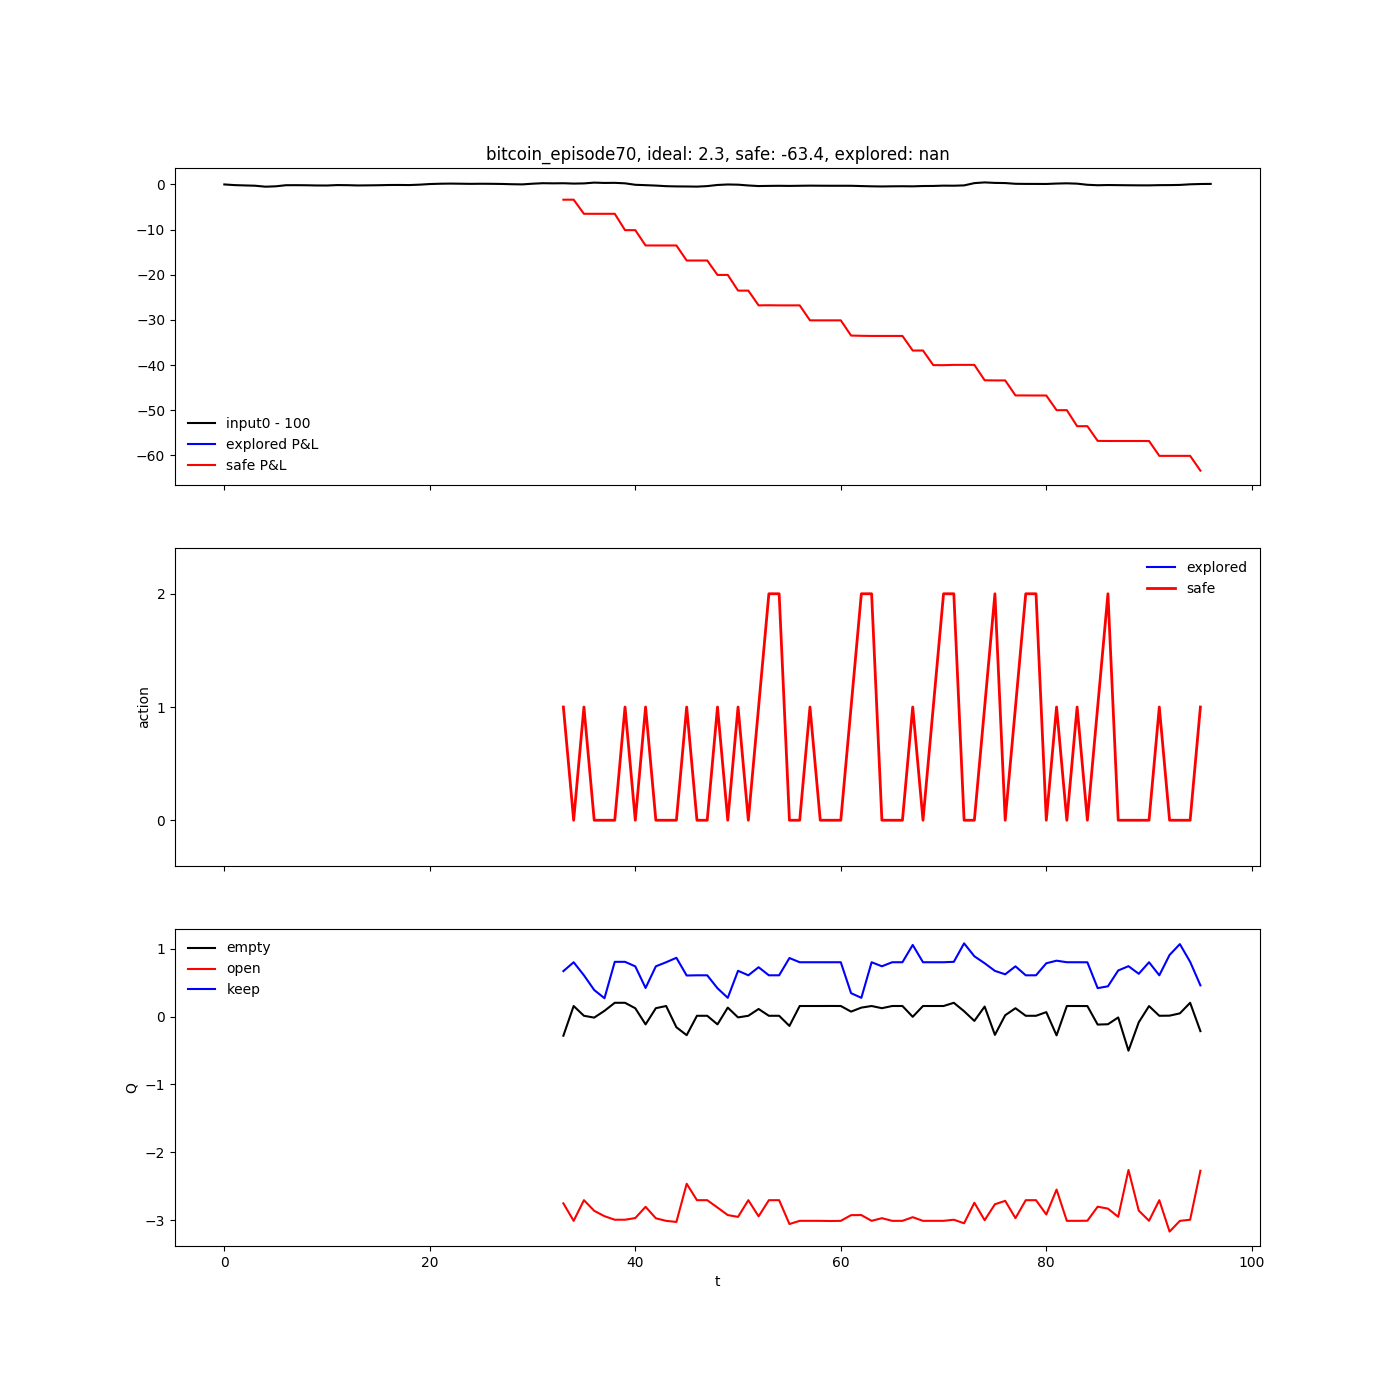 bitcoin_episode70, ideal: 2.3, safe: -63.4, explored: nan
0
−10
−20
−30
−40
−50
−60
input0 - 100
explored P&L
safe P&L
action
2
1
0
explored
safe
Q
1
0
−1
−2
−3
empty
open
keep
0
20
40
60
80
100
t